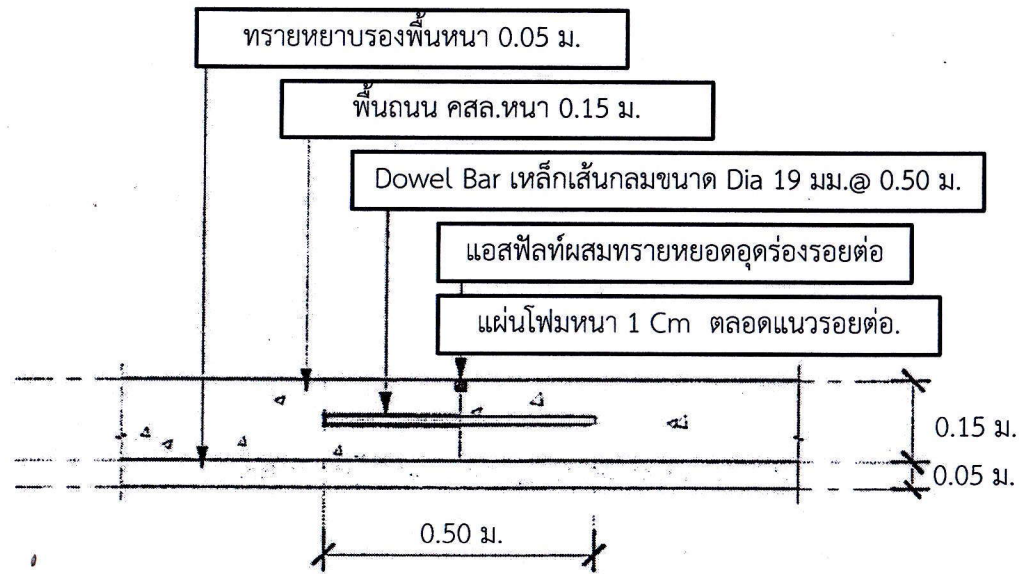 ทรายหยาบรองพื้นหนา 0.05 ม.
พื้นถนน คสล.หนา 0.15 ม.
Dowel Bar เหล็กเส้นกลมขนาด Dia 19 มม.@ 0.50 ม.
แอสฟัลท์ผสมทรายหยอดอุดร่องรอยต่อ
แผ่นโฟมหนา 1 Cm ตลอดแนวรอยต่อ.
0.15 ม.
0.05 ม.
0.50 ม.